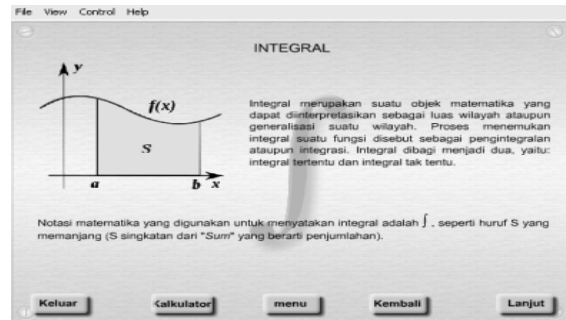 File View Control Help
INTEGRAL
y
f(x)
S
a b x
Integral merupakan suatu objek matematika yang
dapat diinterpretasikan sebagai luas wilayah ataupun
generalisasi suatu wilayah. Proses menemukan
integral suatu fungsi disebut sebagai pengintegralan
ataupun integrasi. Integral dibagi menjadi dua, yaitu:
integral tertentu dan integral tak tentu.
Notasi matematika yang digunakan untuk menyatakan integral adalah ∫ , seperti huruf S yang
memanjang (S singkatan dari "Sum" yang berarti penjumlahan).
Keluar Kalkulator menu Kembali Lanjut